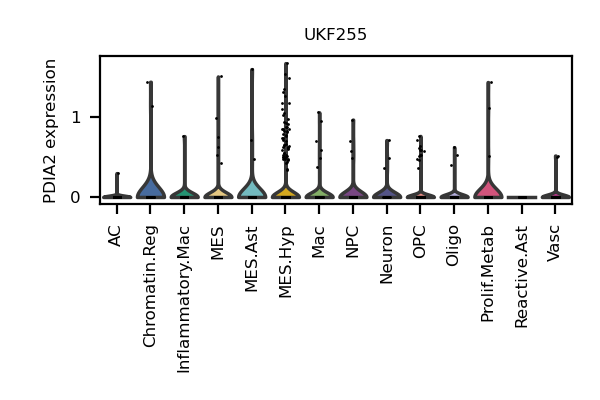 UKF255
PDIA2 expression
1
0
AC
Chromatin.Reg
Inflammatory.Mac
MES
MES.Ast
MES.Hyp
Mac
NPC
Neuron
OPC
Oligo
Prolif.Metab
Reactive.Ast
Vasc